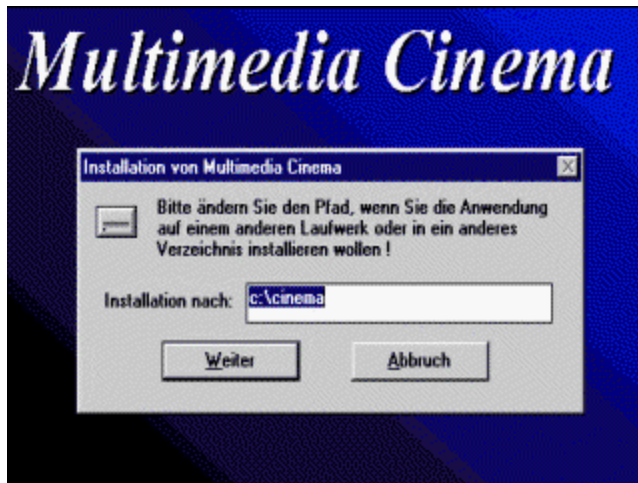 Multimedia Cinema
Installation von Multimedia Cinema
Bitte ändern Sie den Pfad, wenn Sie die Anwendung
auf einem anderen Laufwerk oder in ein anderes
Verzeichnis installieren wollen !
Installation nach: c:\cinema
Weiter Abbruch